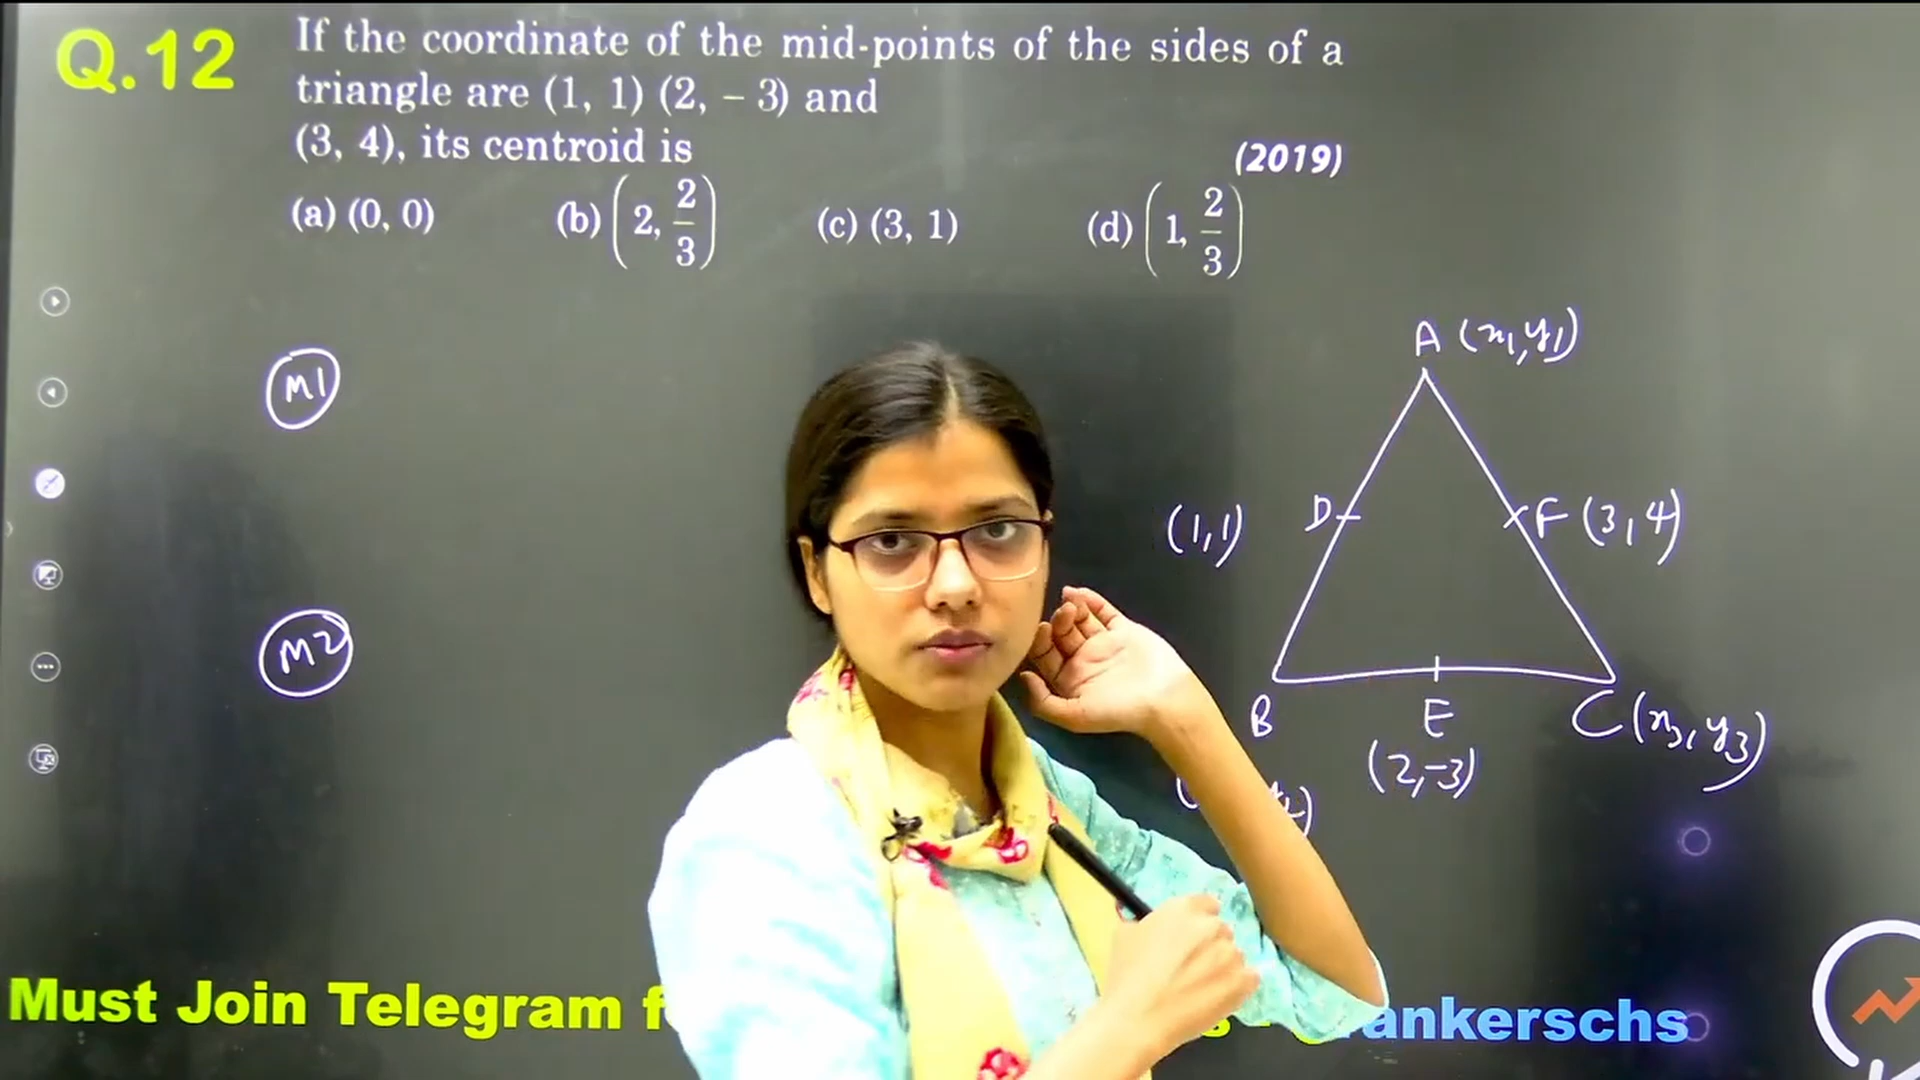 Q.12
If the coordinate of the mid-points of the sides of a
triangle are (1, 1) (2, – 3) and
(3, 4), its centroid is
(2019)
(a) (0, 0) (b) (2, 2/3) (c) (3, 1) (d) (1, 2/3)
A (x1, y1)
M1
(1,1) D F (3,4)
M2
B E C (x3, y3)
(2,-3)
Must Join Telegram
ankerschs